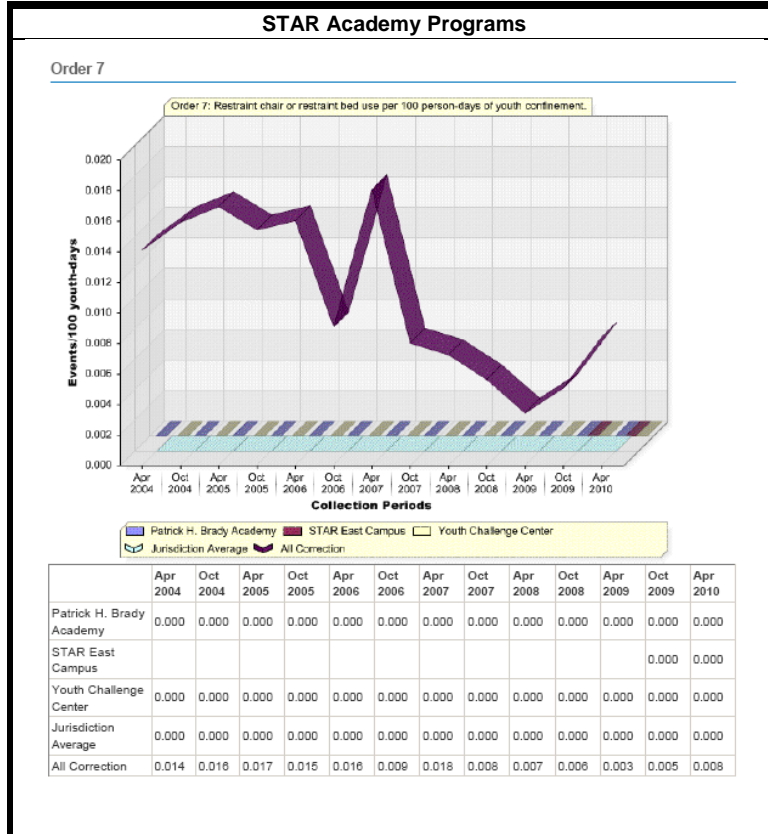 STAR Academy Programs
Order 7
Order 7: Restraint chair or restraint bed use per 100 person-days of youth confinement.
Events/100 youth-days
0.020
0.018
0.016
0.014
0.012
0.010
0.008
0.006
0.004
0.002
0.000
Apr 2004 Oct 2004 Apr 2005 Oct 2005 Apr 2006 Oct 2006 Apr 2007 Oct 2007 Apr 2008 Oct 2008 Apr 2009 Oct 2009 Apr 2010
Collection Periods
Patrick H. Brady Academy STAR East Campus Youth Challenge Center
Jurisdiction Average All Correction
Apr 2004 Oct 2004 Apr 2005 Oct 2005 Apr 2006 Oct 2006 Apr 2007 Oct 2007 Apr 2008 Oct 2008 Apr 2009 Oct 2009 Apr 2010
Patrick H. Brady Academy 0.000 0.000 0.000 0.000 0.000 0.000 0.000 0.000 0.000 0.000 0.000 0.000 0.000
STAR East Campus 0.000 0.000
Youth Challenge Center 0.000 0.000 0.000 0.000 0.000 0.000 0.000 0.000 0.000 0.000 0.000 0.000 0.000
Jurisdiction Average 0.000 0.000 0.000 0.000 0.000 0.000 0.000 0.000 0.000 0.000 0.000 0.000 0.000
All Correction 0.014 0.016 0.017 0.015 0.016 0.009 0.018 0.008 0.007 0.006 0.003 0.005 0.008